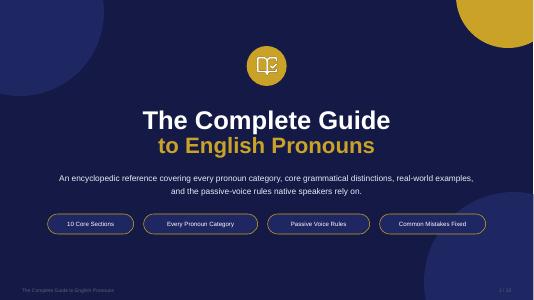 The Complete Guide
to English Pronouns
An encyclopedic reference covering every pronoun category, core grammatical distinctions, real-world examples,
and the passive-voice rules native speakers rely on.
10 Core Sections
Every Pronoun Category
Passive Voice Rules
Common Mistakes Fixed
The Complete Guide to English Pronouns